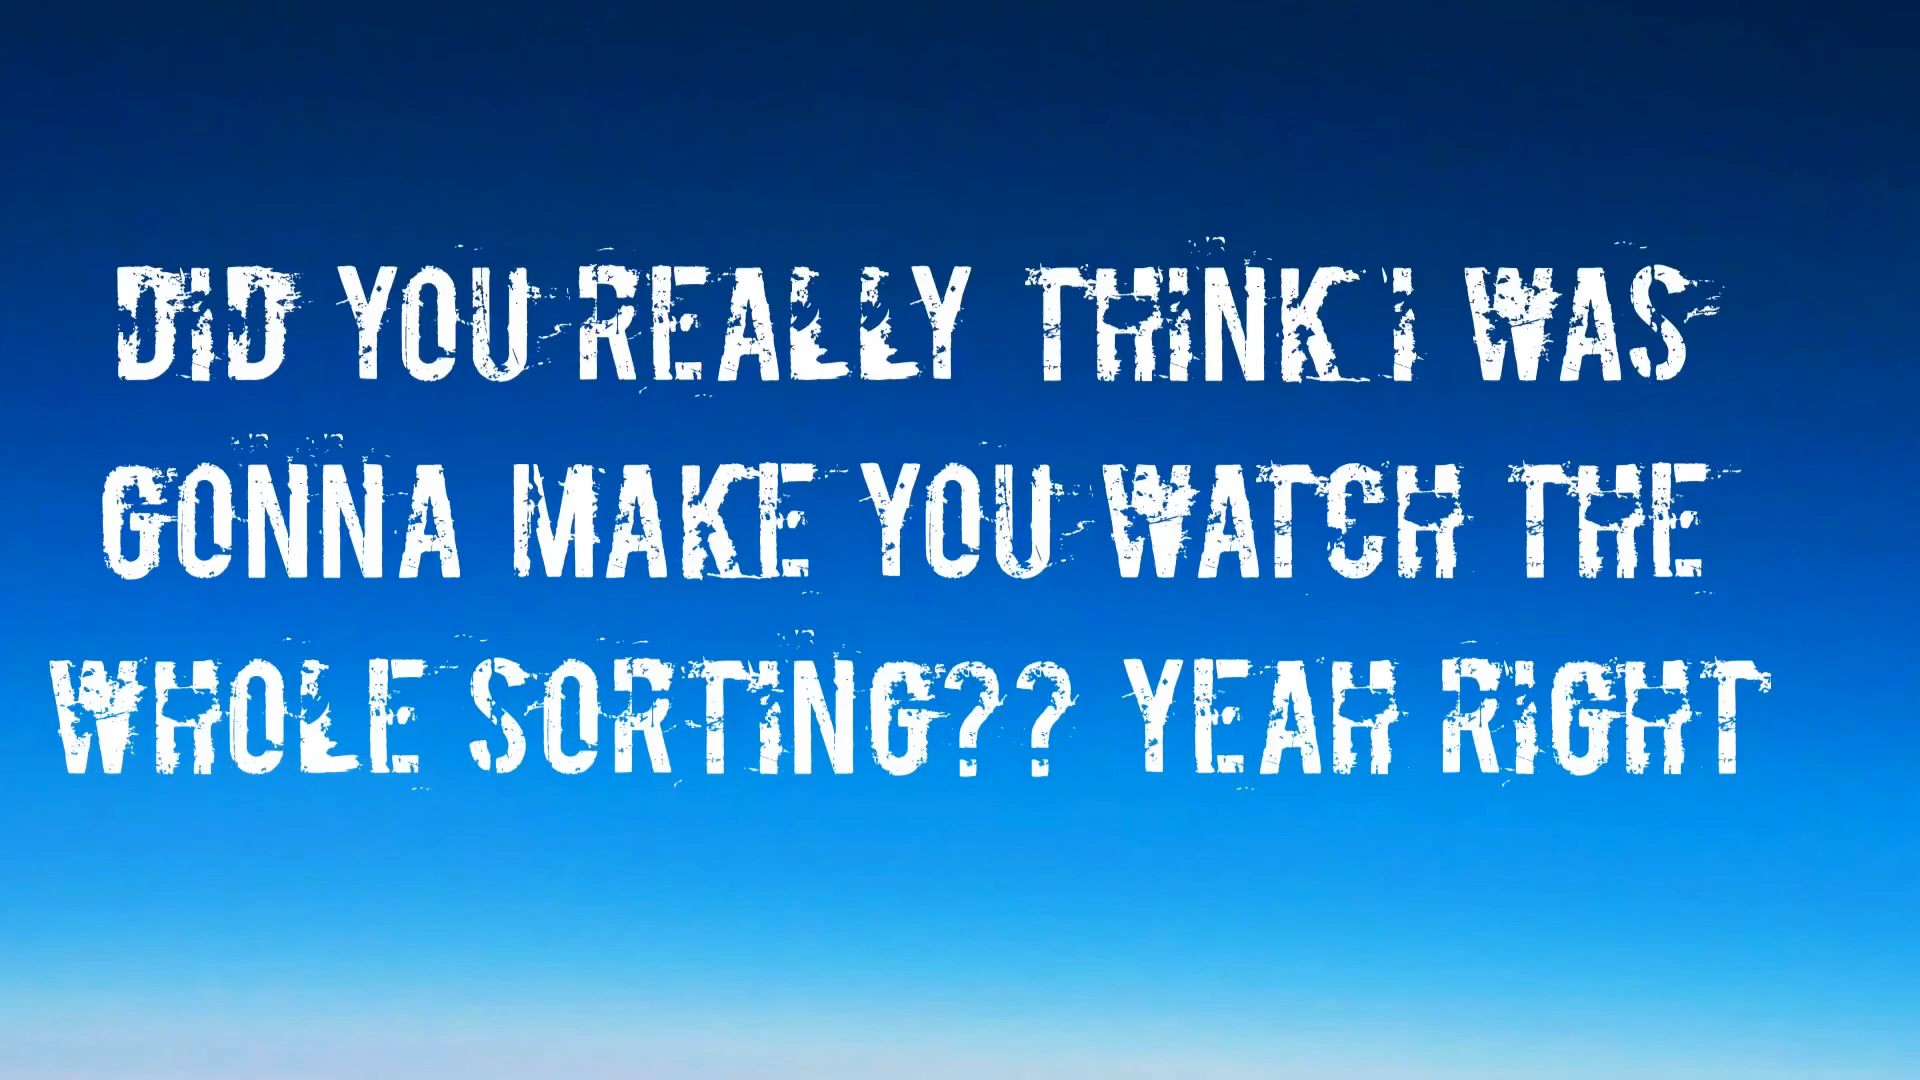 DID YOU REALLY THINK I WAS
GONNA MAKE YOU WATCH THE
WHOLE SORTING?? YEAH RIGHT